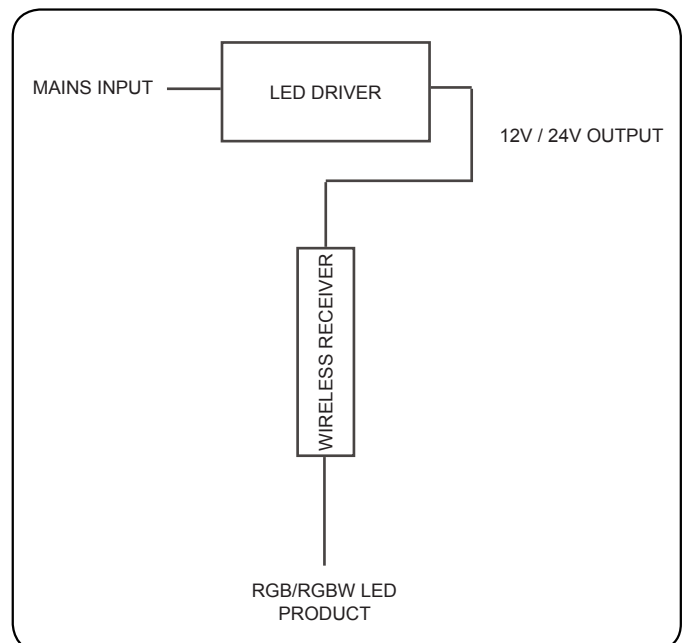 MAINS INPUT
LED DRIVER
12V / 24V OUTPUT
WIRELESS RECEIVER
RGB/RGBW LED
PRODUCT